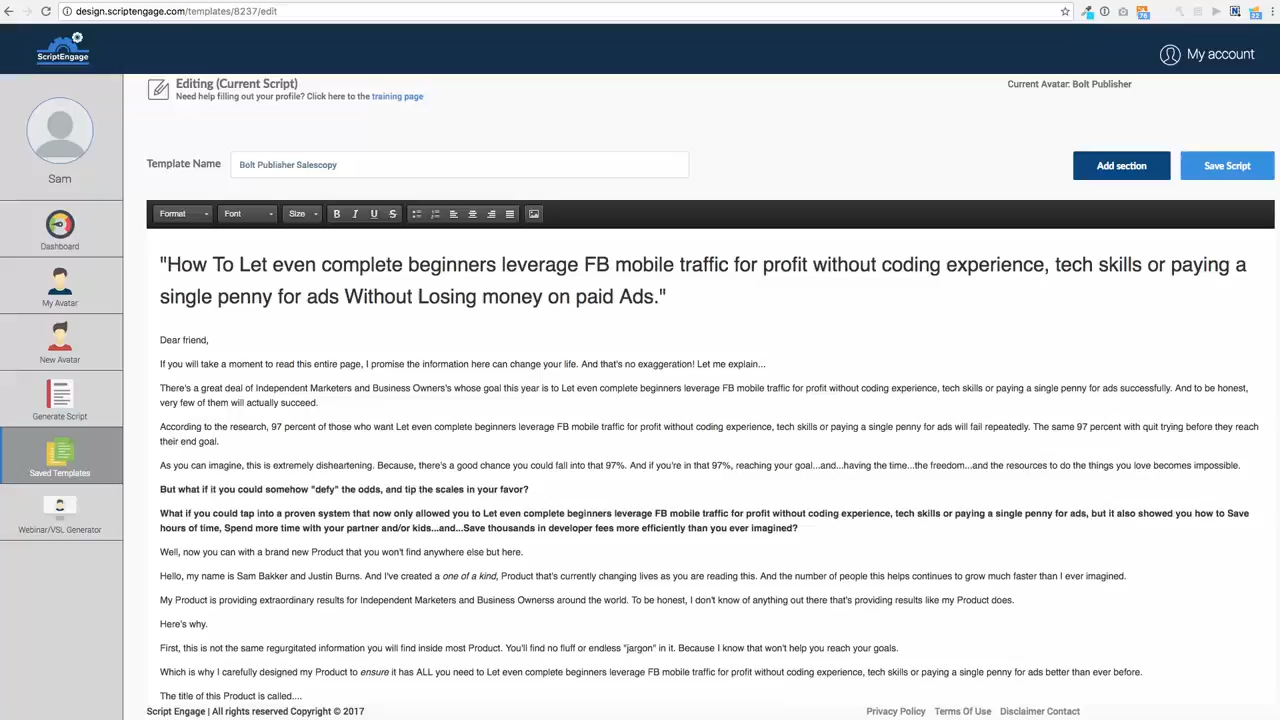 design.scriptengage.com/templates/8237/edit
76
22
ScriptEngage
My account
Editing (Current Script)
Need help filling out your profile? Click here to the training page
Current Avatar: Bolt Publisher
Sam
Template Name
Bolt Publisher Salescopy
Add section
Save Script
Format
Font
Size
B I U S
Dashboard
My Avatar
New Avatar
Generate Script
Saved Templates
Webinar/VSL Generator
"How To Let even complete beginners leverage FB mobile traffic for profit without coding experience, tech skills or paying a
single penny for ads Without Losing money on paid Ads."
Dear friend,
If you will take a moment to read this entire page, I promise the information here can change your life. And that's no exaggeration! Let me explain...
There's a great deal of Independent Marketers and Business Owners's whose goal this year is to Let even complete beginners leverage FB mobile traffic for profit without coding experience, tech skills or paying a single penny for ads successfully. And to be honest,
very few of them will actually succeed.
According to the research, 97 percent of those who want Let even complete beginners leverage FB mobile traffic for profit without coding experience, tech skills or paying a single penny for ads will fail repeatedly. The same 97 percent with quit trying before they reach
their end goal.
As you can imagine, this is extremely disheartening. Because, there's a good chance you could fall into that 97%. And if you're in that 97%, reaching your goal...and...having the time...the freedom...and the resources to do the things you love becomes impossible.
But what if it you could somehow "defy" the odds, and tip the scales in your favor?
What if you could tap into a proven system that now only allowed you to Let even complete beginners leverage FB mobile traffic for profit without coding experience, tech skills or paying a single penny for ads, but it also showed you how to Save
hours of time, Spend more time with your partner and/or kids...and...Save thousands in developer fees more efficiently than you ever imagined?
Well, now you can with a brand new Product that you won't find anywhere else but here.
Hello, my name is Sam Bakker and Justin Burns. And I've created a one of a kind, Product that's currently changing lives as you are reading this. And the number of people this helps continues to grow much faster than I ever imagined.
My Product is providing extraordinary results for Independent Marketers and Business Ownerss around the world. To be honest, I don't know of anything out there that's providing results like my Product does.
Here's why.
First, this is not the same regurgitated information you will find inside most Product. You'll find no fluff or endless "jargon" in it. Because I know that won't help you reach your goals.
Which is why I carefully designed my Product to ensure it has ALL you need to Let even complete beginners leverage FB mobile traffic for profit without coding experience, tech skills or paying a single penny for ads better than ever before.
The title of this Product is called....
Script Engage | All rights reserved Copyright © 2017
Privacy Policy
Terms Of Use
Disclaimer Contact